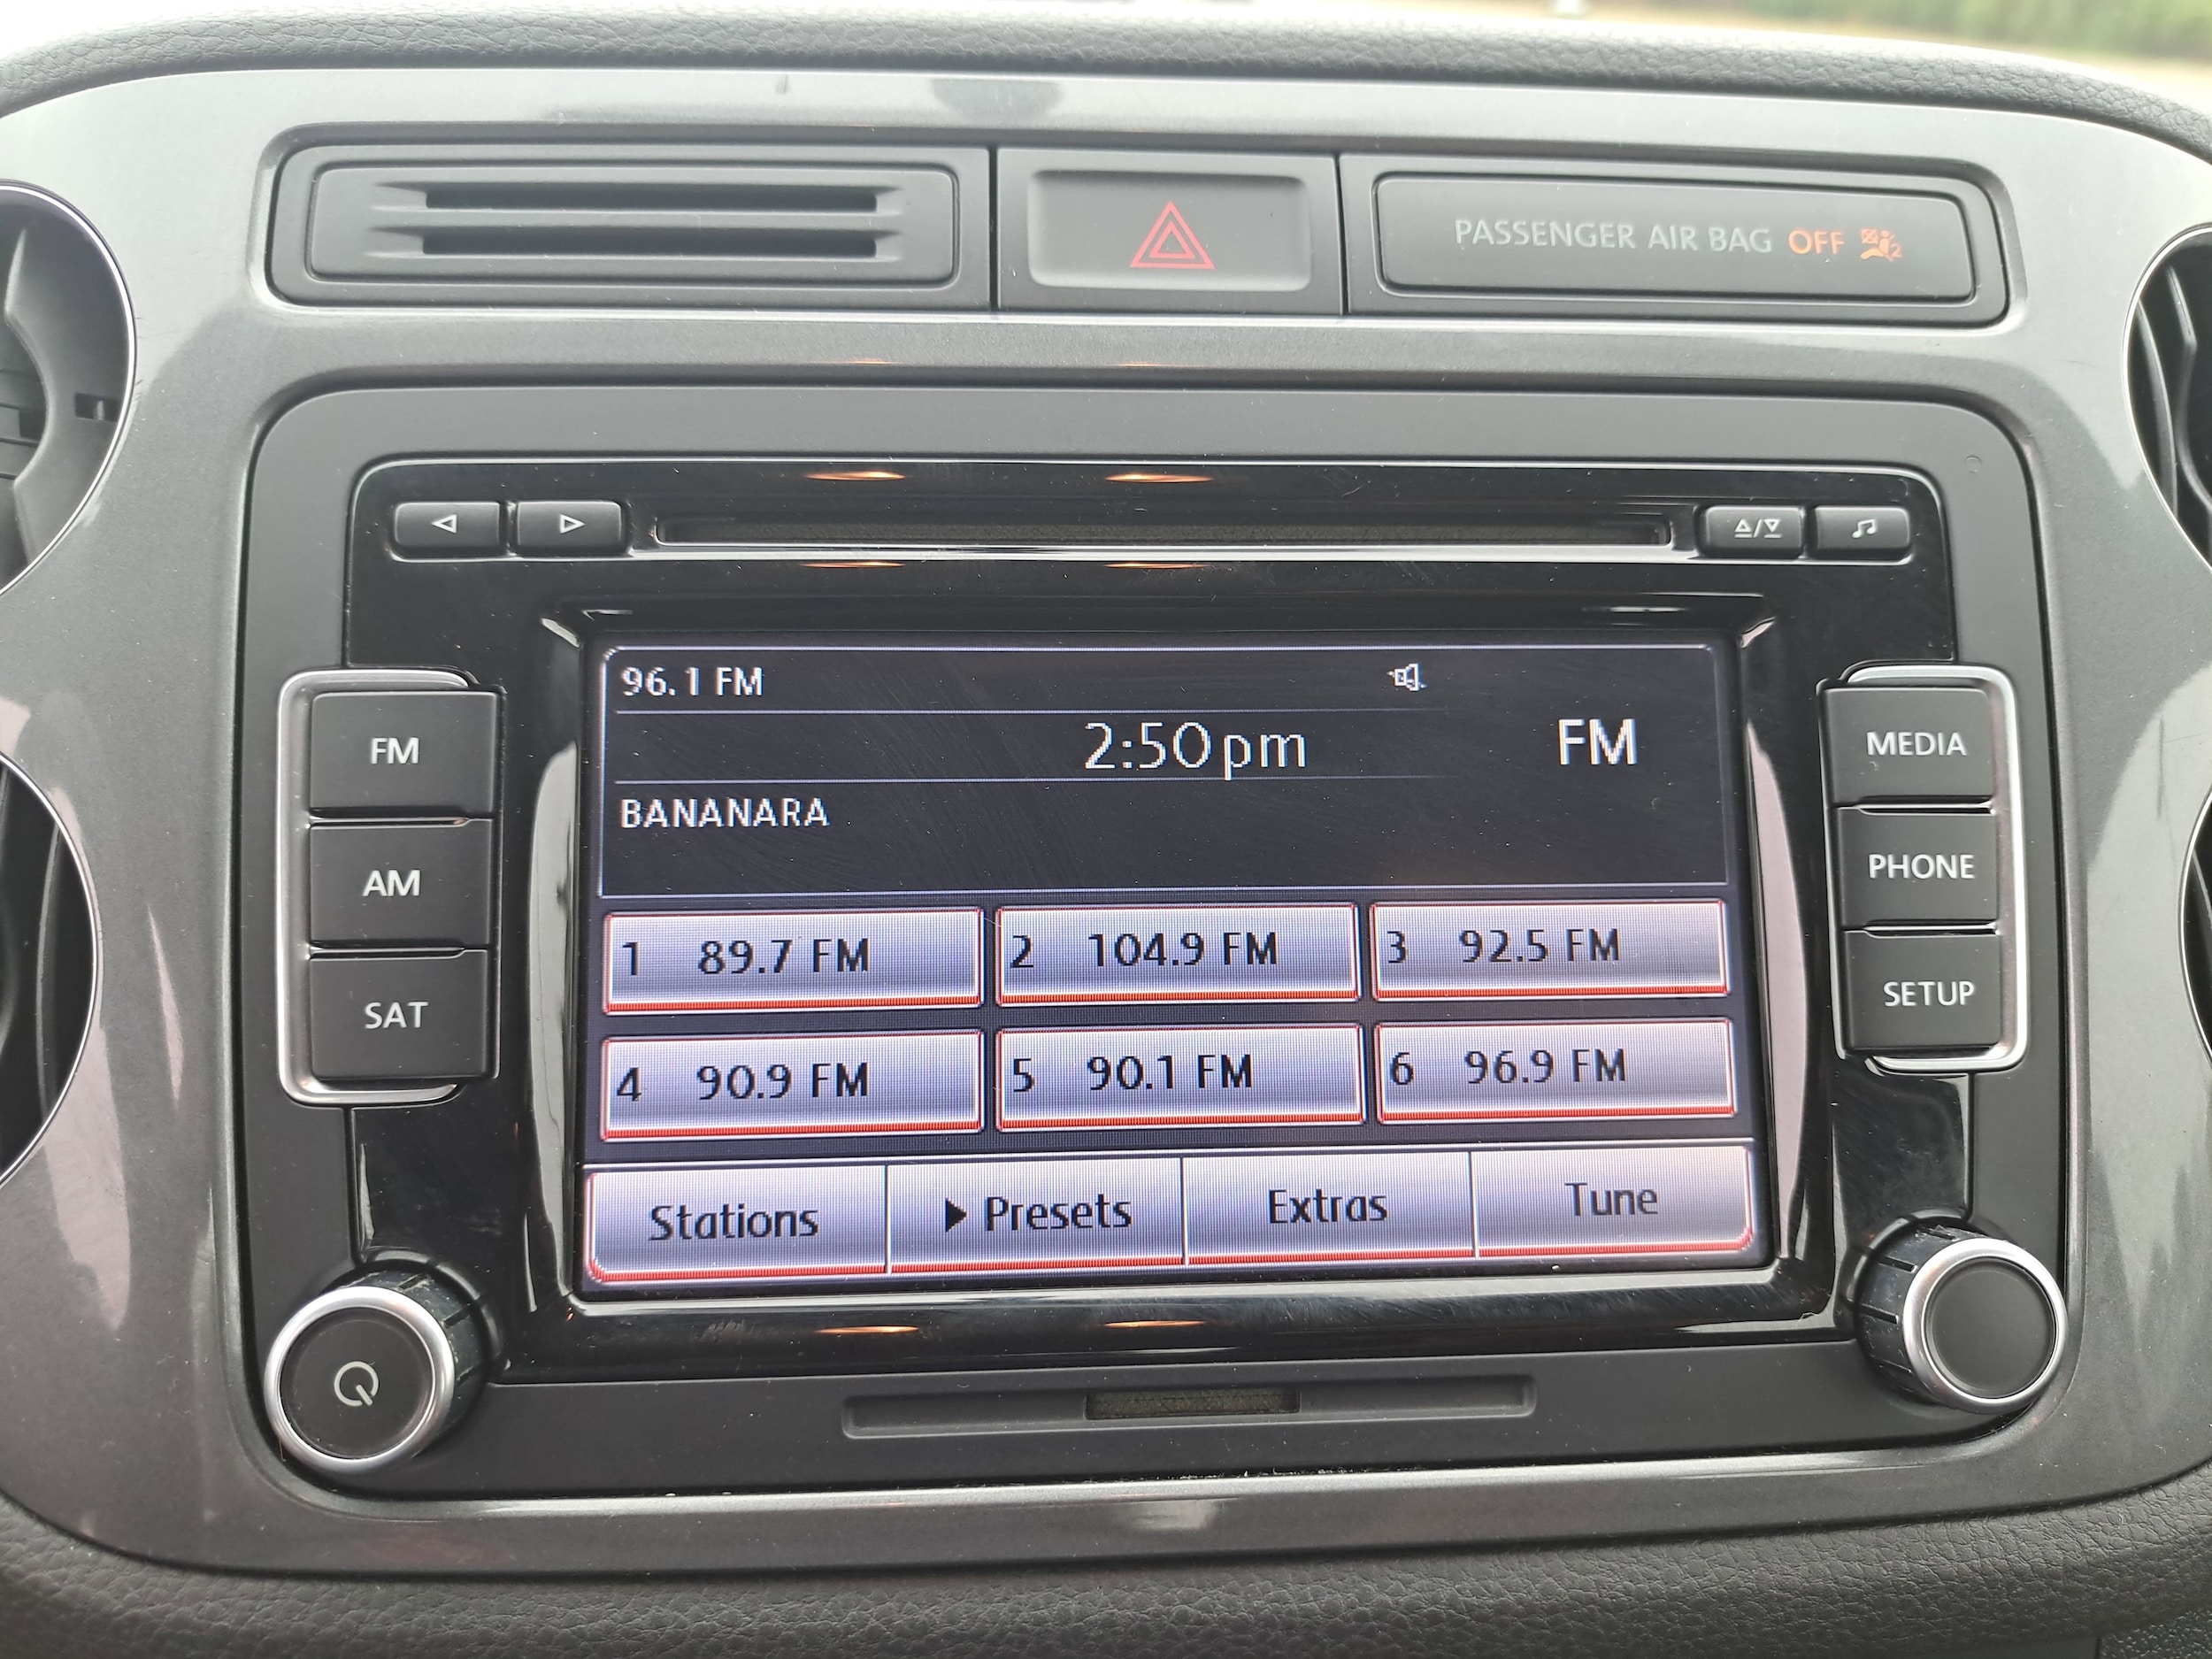 PASSENGER AIR BAG OFF
96.1 FM
2:50pm FM
BANANARA
FM
AM
SAT
1 89.7 FM
2 104.9 FM
3 92.5 FM
4 90.9 FM
5 90.1 FM
6 96.9 FM
Stations
Presets
Extras
Tune
MEDIA
PHONE
SETUP